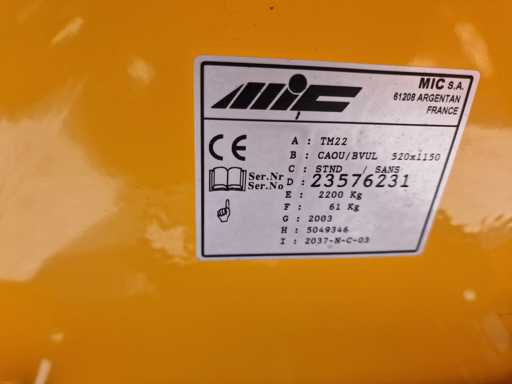 MIC
MIC S.A.
61208 ARGENTAN
FRANCE
CE
A : TM22
B : CAOU/BVUL 520x1150
C : STND / SANS
Ser.Nr
Ser.No
D : 23576231
E : 2200 Kg
F : 61 Kg
G : 2003
H : 5049346
I : 2037-N-C-03